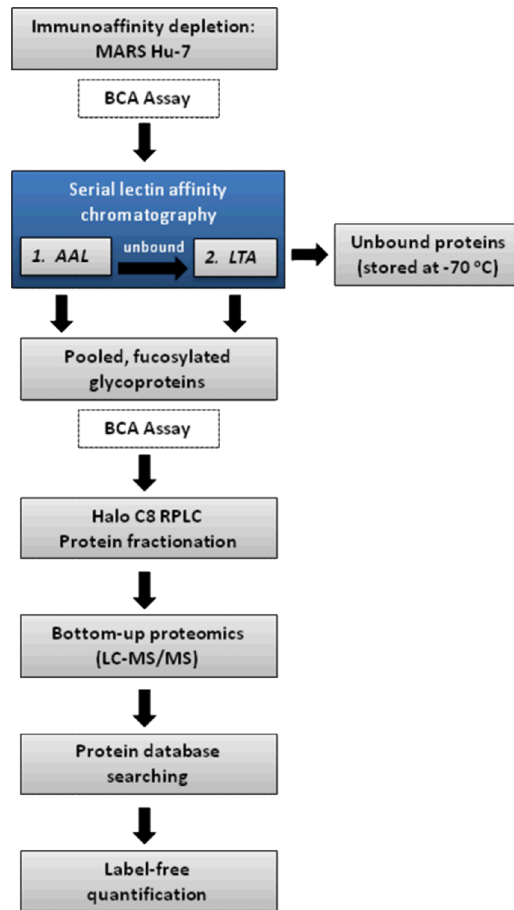 Immunoaffinity depletion:
MARS Hu-7
BCA Assay
Serial lectin affinity
chromatography
1. AAL
unbound
2. LTA
Unbound proteins
(stored at -70 °C)
Pooled, fucosylated
glycoproteins
BCA Assay
Halo C8 RPLC
Protein fractionation
Bottom-up proteomics
(LC-MS/MS)
Protein database
searching
Label-free
quantification